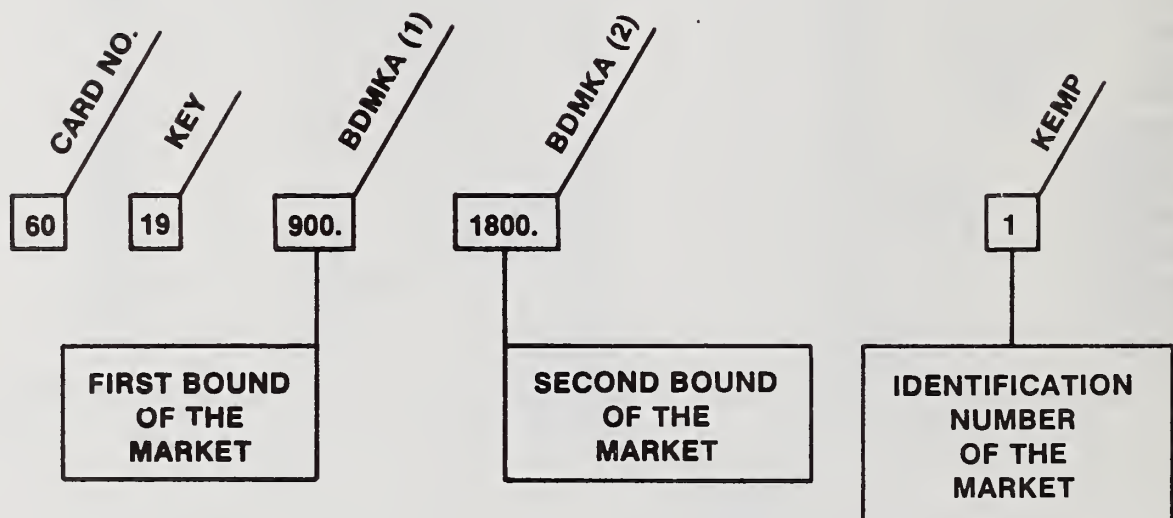 CARD NO.
KEY
BDMKA (1)
BDMKA (2)
KEMP
60
19
900.
1800.
1
FIRST BOUND
OF THE
MARKET
SECOND BOUND
OF THE
MARKET
IDENTIFICATION
NUMBER
OF THE
MARKET